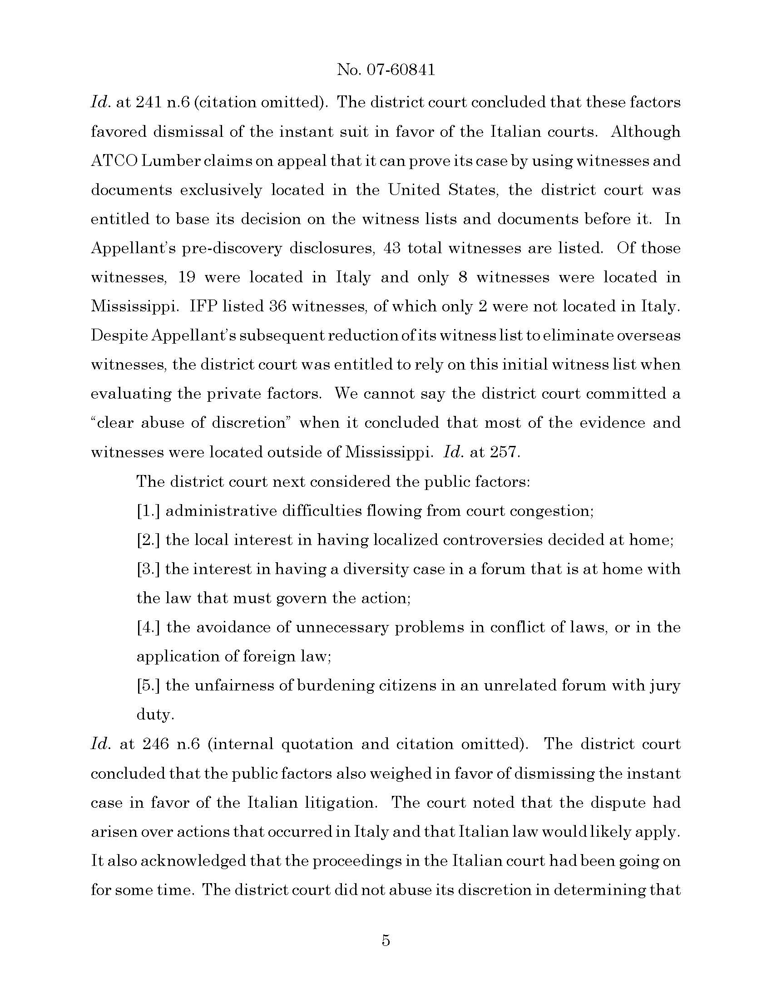 No. 07-60841
Id. at 241 n.6 (citation omitted). The district court concluded that these factors
favored dismissal of the instant suit in favor of the Italian courts. Although
ATCO Lumber claims on appeal that it can prove its case by using witnesses and
documents exclusively located in the United States, the district court was
entitled to base its decision on the witness lists and documents before it. In
Appellant's pre-discovery disclosures, 43 total witnesses are listed. Of those
witnesses, 19 were located in Italy and only 8 witnesses were located in
Mississippi. IFP listed 36 witnesses, of which only 2 were not located in Italy.
Despite Appellant's subsequent reduction of its witness list to eliminate overseas
witnesses, the district court was entitled to rely on this initial witness list when
evaluating the private factors. We cannot say the district court committed a
“clear abuse of discretion” when it concluded that most of the evidence and
witnesses were located outside of Mississippi. Id. at 257.
The district court next considered the public factors:
[1.] administrative difficulties flowing from court congestion;
[2.] the local interest in having localized controversies decided at home;
[3.] the interest in having a diversity case in a forum that is at home with
the law that must govern the action;
[4.] the avoidance of unnecessary problems in conflict of laws, or in the
application of foreign law;
[5.] the unfairness of burdening citizens in an unrelated forum with jury
duty.
Id. at 246 n.6 (internal quotation and citation omitted). The district court
concluded that the public factors also weighed in favor of dismissing the instant
case in favor of the Italian litigation. The court noted that the dispute had
arisen over actions that occurred in Italy and that Italian law would likely apply.
It also acknowledged that the proceedings in the Italian court had been going on
for some time. The district court did not abuse its discretion in determining that
5